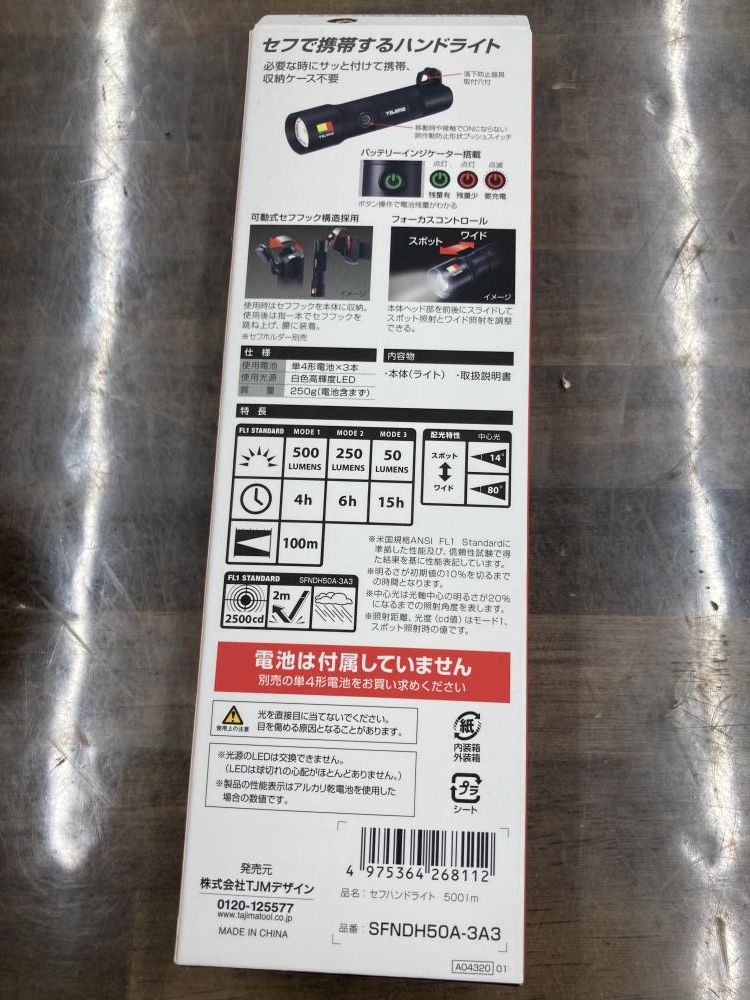 セフで携帯するハンドライト
必要な時にサッと付けて携帯、
収納ケース不要
落下防止器具
取付穴付
TAJIMA
TAJIMA
移動時や接触でONにならない
誤作動防止形状プッシュスイッチ
バッテリーインジケーター搭載
点灯 点灯 点滅
残量有 残量少 要充電
ボタン操作で電池残量がわかる
可動式セフフック構造採用
イメージ
使用時はセフフックを本体に収納。
使用後は指一本でセフフックを
跳ね上げ、腰に装着。
※セフホルダー別売
フォーカスコントロール
スポット ワイド
イメージ
本体ヘッド部を前後にスライドして
スポット照射とワイド照射を調整
できる。
仕様
使用電池 単4形電池×3本
使用光源 白色高輝度LED
質量 250g(電池含まず)
内容物
・本体(ライト) ・取扱説明書
特長
FL1 STANDARD MODE 1 MODE 2 MODE 3
500 LUMENS 250 LUMENS 50 LUMENS
4h 6h 15h
100m
配光特性 中心光
スポット 14°
ワイド 80°
FL1 STANDARD SFNDH50A-3A3
2500cd 2m
※米国規格ANSI FL1 Standardに
準拠した性能及び、信頼性試験で得
た結果を基に性能表記しています。
※明るさが初期値の10%を切るまで
の時間となります。
※中心光は光軸中心の明るさが20%
になるまでの照射角度を表します。
※照射距離、光度(cd値)はモード1、
スポット照射時の値です。
電池は付属していません
別売の単4形電池をお買い求めください
使用上の注意
光を直接目に当てないでください。
目を傷める原因となることがあります。
※光源のLEDは交換できません。
(LEDは球切れの心配がほとんどありません。)
※製品の性能表示はアルカリ乾電池を使用した
場合の数値です。
紙
内装箱
外装箱
プラ
シート
発売元
株式会社TJMデザイン
0120-125577
www.tajimatool.co.jp
MADE IN CHINA
4 975364 268112
品名：セフハンドライト 500lm
品番：SFNDH50A-3A3
A04320 01